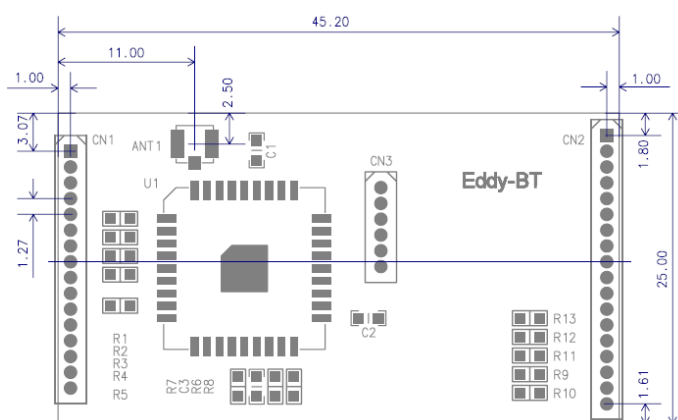 45.20
11.00
1.00
2.50
1.00
3.07
CN1
ANT1
C1
CN2
1.80
CN3
U1
Eddy-BT
1.27
25.00
C2
R13
R12
R11
R9
R10
R1
R2
R3
R4
R5
R7
C3
R6
R8
1.61